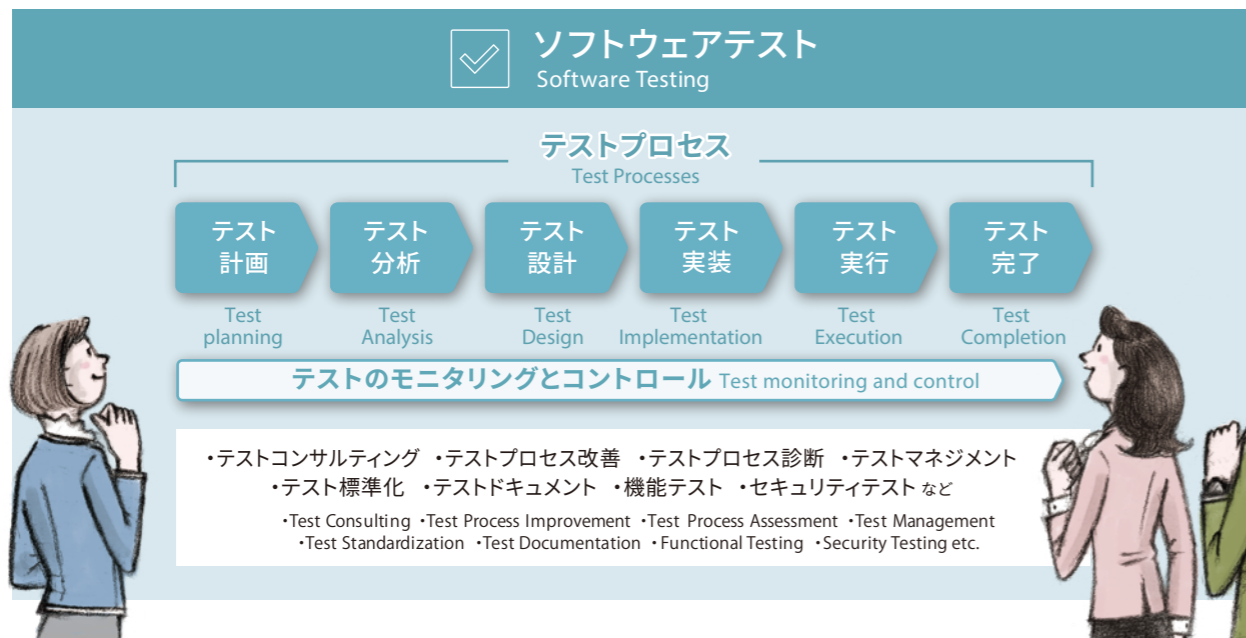 ソフトウェアテスト
Software Testing
テストプロセス
Test Processes
テスト
計画
テスト
分析
テスト
設計
テスト
実装
テスト
実行
テスト
完了
Test
planning
Test
Analysis
Test
Design
Test
Implementation
Test
Execution
Test
Completion
テストのモニタリングとコントロール Test monitoring and control
・テストコンサルティング ・テストプロセス改善 ・テストプロセス診断 ・テストマネジメント
・テスト標準化 ・テストドキュメント ・機能テスト ・セキュリティテスト など
・Test Consulting ・Test Process Improvement ・Test Process Assessment ・Test Management
・Test Standardization ・Test Documentation ・Functional Testing ・Security Testing etc.